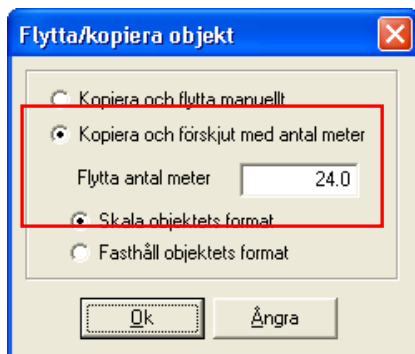 Flytta/kopiera objekt
Kopiera och flytta manuellt
Kopiera och förskjut med antal meter
Flytta antal meter 24.0
Skala objektets format
Fasthåll objektets format
Ok Ångra